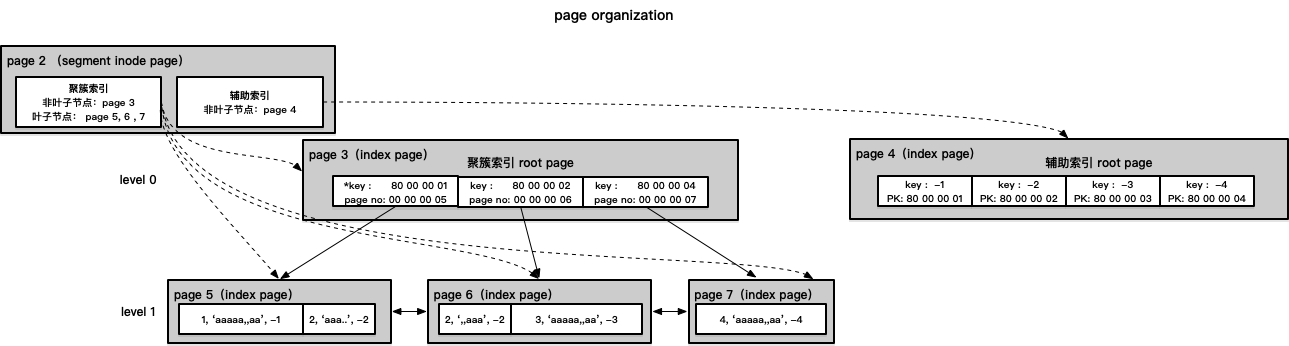 page organization
page 2 （segment inode page）
聚簇索引
非叶子节点：page 3
叶子节点： page 5, 6 , 7
辅助索引
非叶子节点：page 4
level 0
page 3（index page）
聚簇索引 root page
*key : 80 00 00 01
page no: 00 00 00 05
key : 80 00 00 02
page no: 00 00 00 06
key : 80 00 00 04
page no: 00 00 00 07
page 4（index page）
辅助索引 root page
key : −1
PK: 80 00 00 01
key : −2
PK: 80 00 00 02
key : −3
PK: 80 00 00 03
key : −4
PK: 80 00 00 04
level 1
page 5（index page）
1, ‘aaaaa,,aa’, −1
2, ‘aaa..’, −2
page 6（index page）
2, ‘,,aaa’, −2
3, ‘aaaaa,,aa’, −3
page 7（index page）
4, ‘aaaaa,,aa’, −4